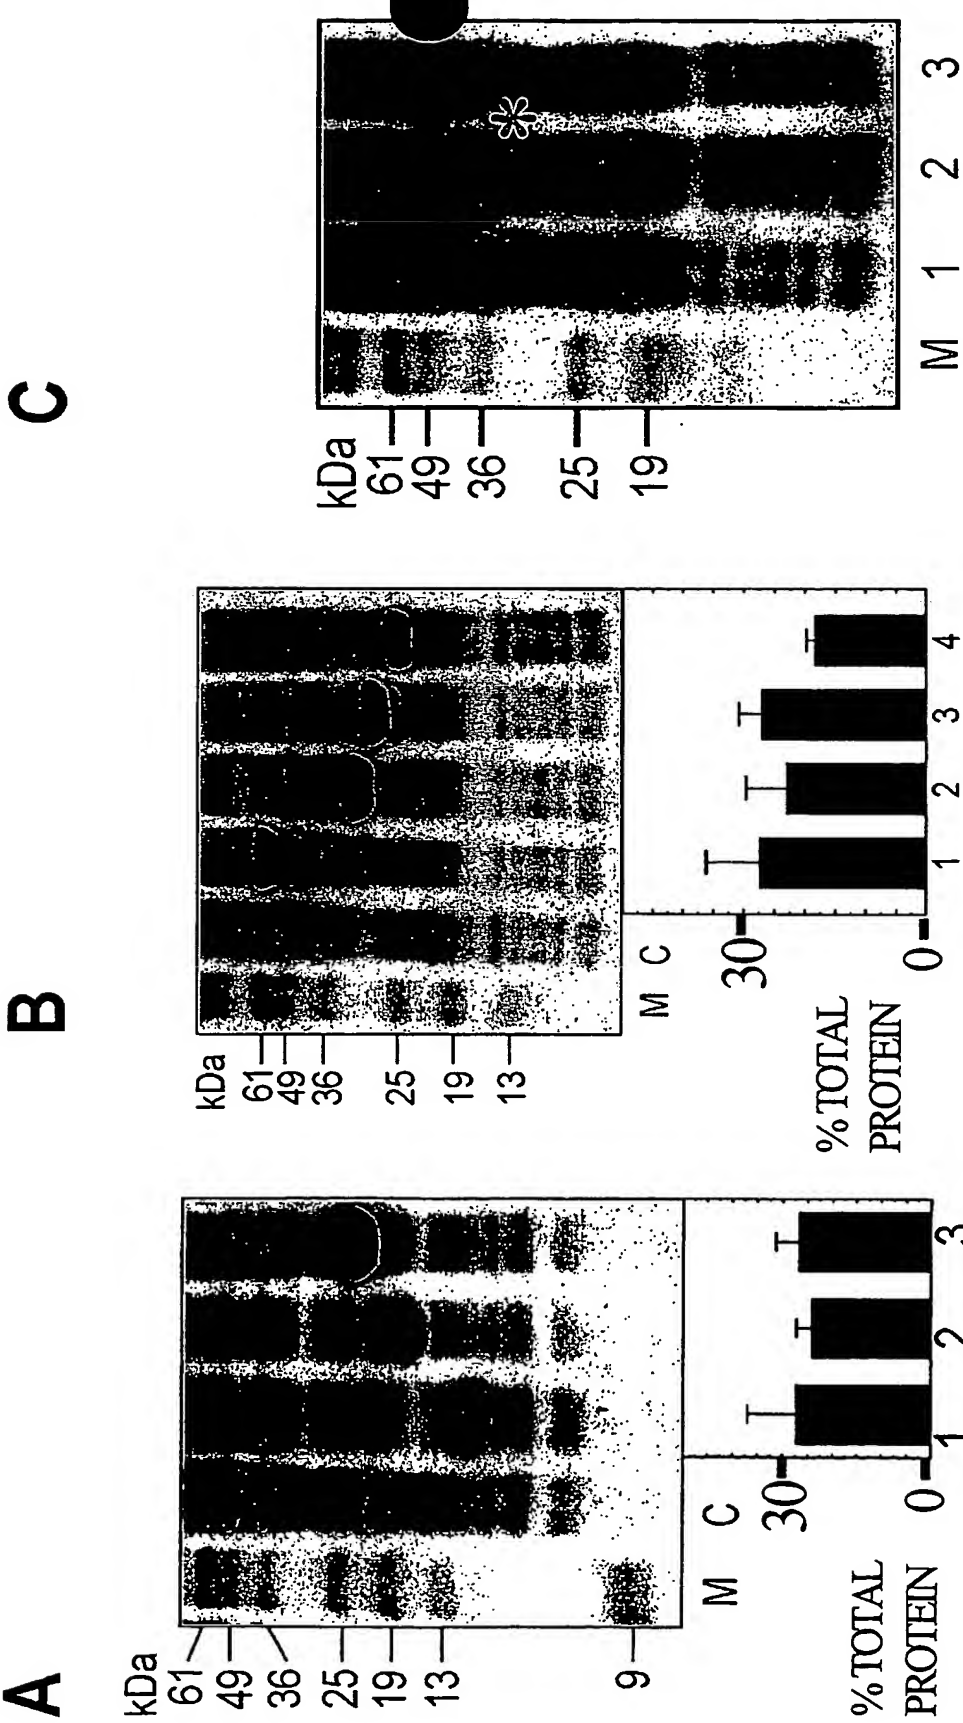 A
kDa
61
49
36
25
19
13
9
M C
30
0
% TOTAL
PROTEIN
1 2 3
B
kDa
61
49
36
25
19
13
M C
30
0
% TOTAL
PROTEIN
1 2 3 4
C
kDa
61
49
36
25
19
M 1 2 3